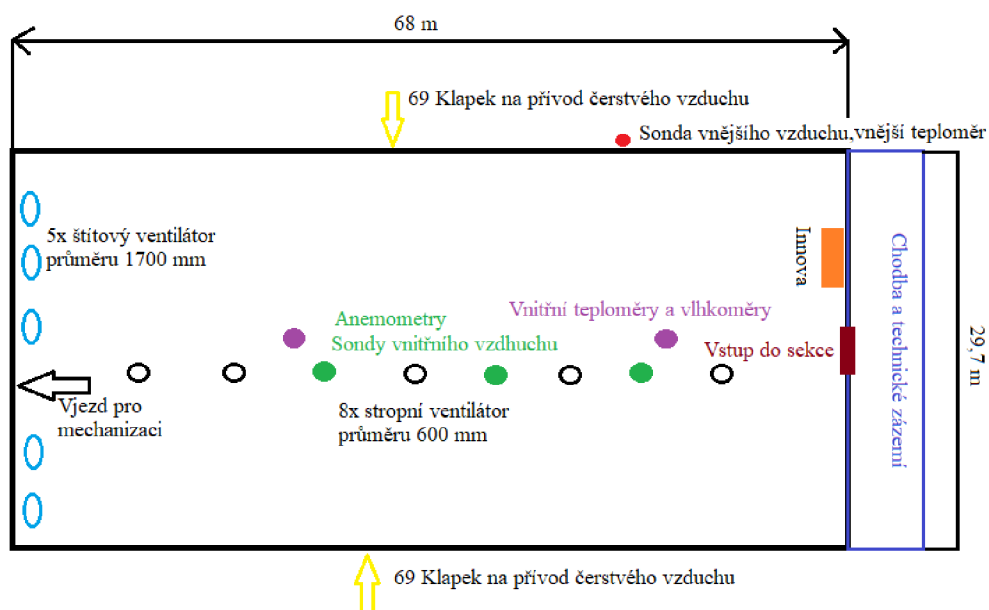 68 m
69 Klapek na přívod čerstvého vzduchu
Sonda vnějšího vzduchu,vnější teploměr
5x štítový ventilátor
průměru 1700 mm
Innova
Chodba a technické zázemí
29,7 m
Vnitřní teploměry a vlhkoměry
Anemometry
Sondy vnitřního vzdhuchu
Vstup do sekce
Vjezd pro
mechanizaci
8x stropní ventilátor
průměru 600 mm
69 Klapek na přívod čerstvého vzduchu